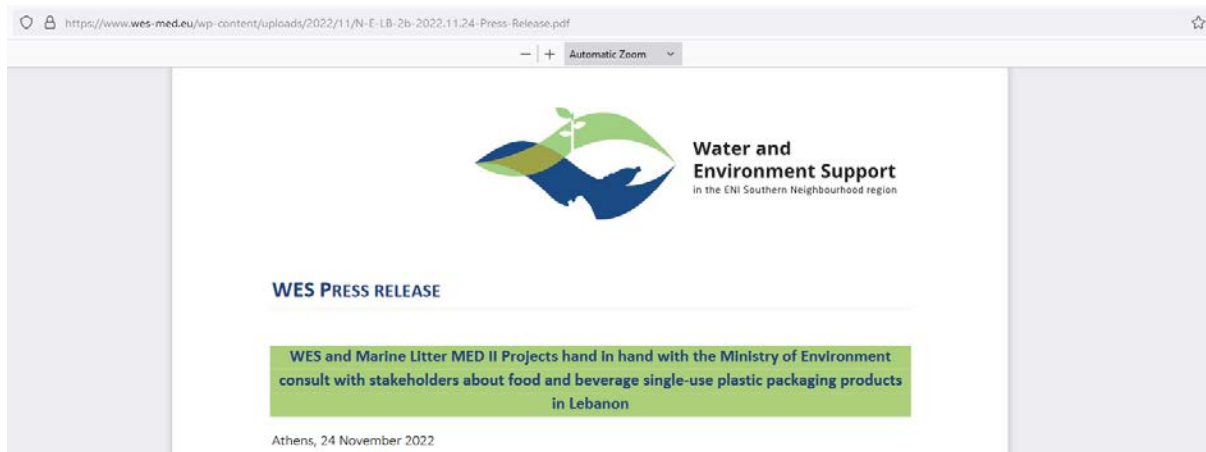 https://www.wes-med.eu/wp-content/uploads/2022/11/N-E-LB-2b-2022.11.24-Press-Release.pdf
Automatic Zoom
Water and
Environment Support
in the ENI Southern Neighbourhood region
WES PRESS RELEASE
WES and Marine Litter MED II Projects hand in hand with the Ministry of Environment
consult with stakeholders about food and beverage single-use plastic packaging products
in Lebanon
Athens, 24 November 2022